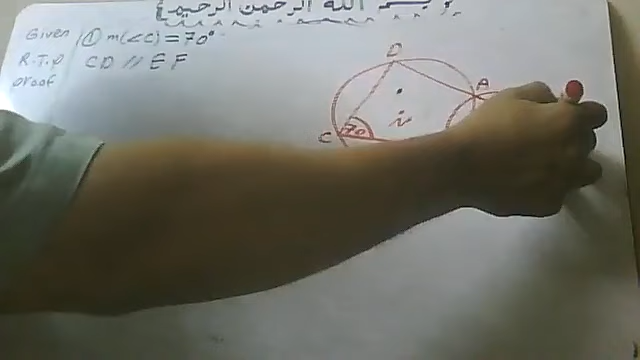 بسم الله الرحمن الرحيم
Given ① m(∠C) = 70°
R.T.P CD // EF
Proof
D
A
C 70